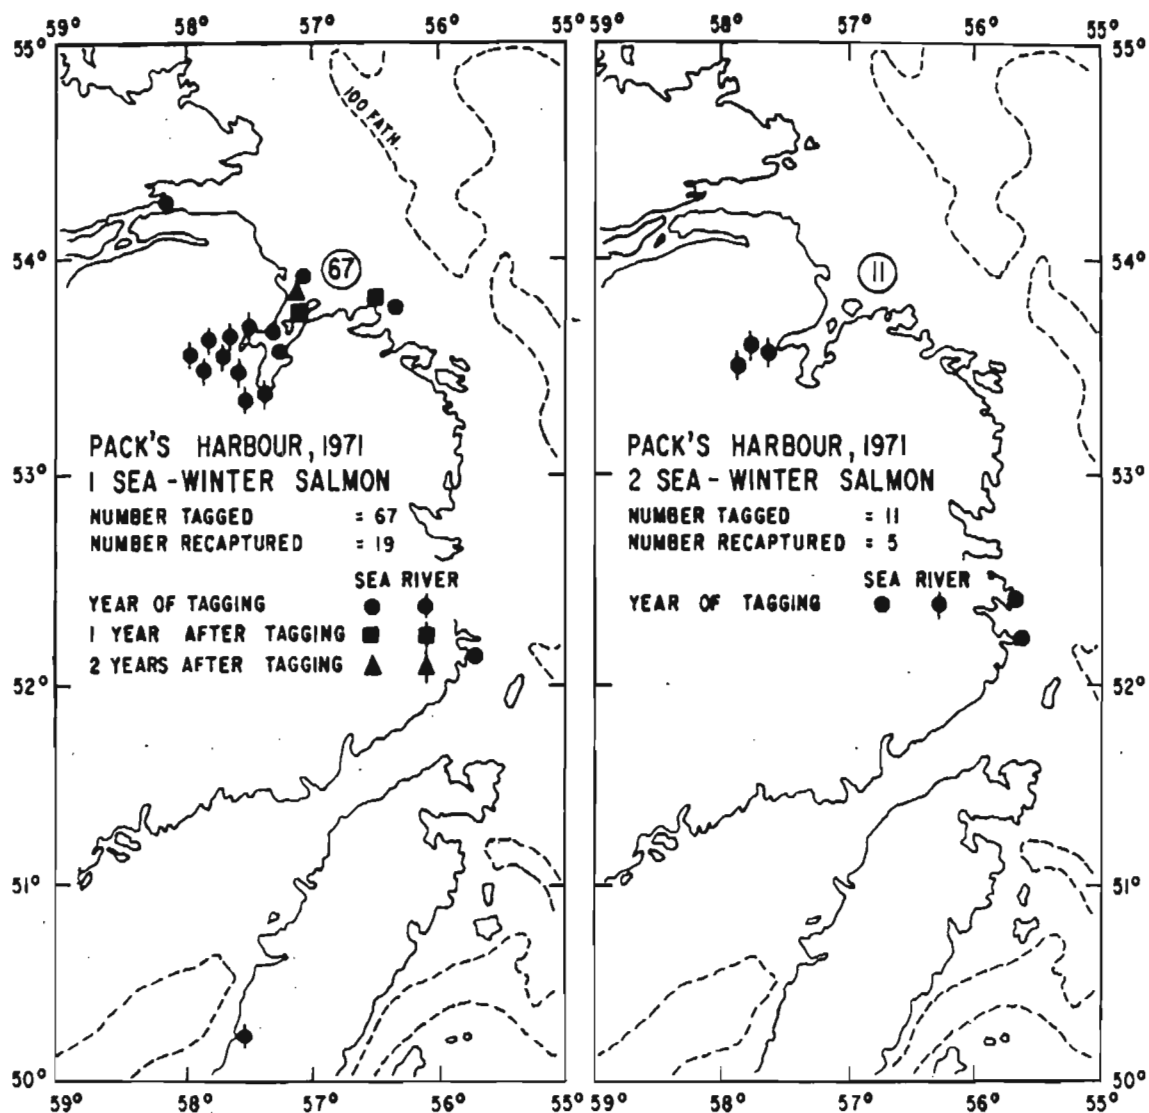 59° 58° 57° 56° 55°
55°
54°
53°
52°
51°
50°
100 FATH.
67
PACK'S HARBOUR, 1971
1 SEA-WINTER SALMON
NUMBER TAGGED = 67
NUMBER RECAPTURED = 19
SEA RIVER
YEAR OF TAGGING
1 YEAR AFTER TAGGING
2 YEARS AFTER TAGGING
59° 58° 57° 56° 55°
59° 58° 57° 56° 55°
11
PACK'S HARBOUR, 1971
2 SEA-WINTER SALMON
NUMBER TAGGED = 11
NUMBER RECAPTURED = 5
SEA RIVER
YEAR OF TAGGING
55°
54°
53°
52°
51°
50°
59° 58° 57° 56° 55°